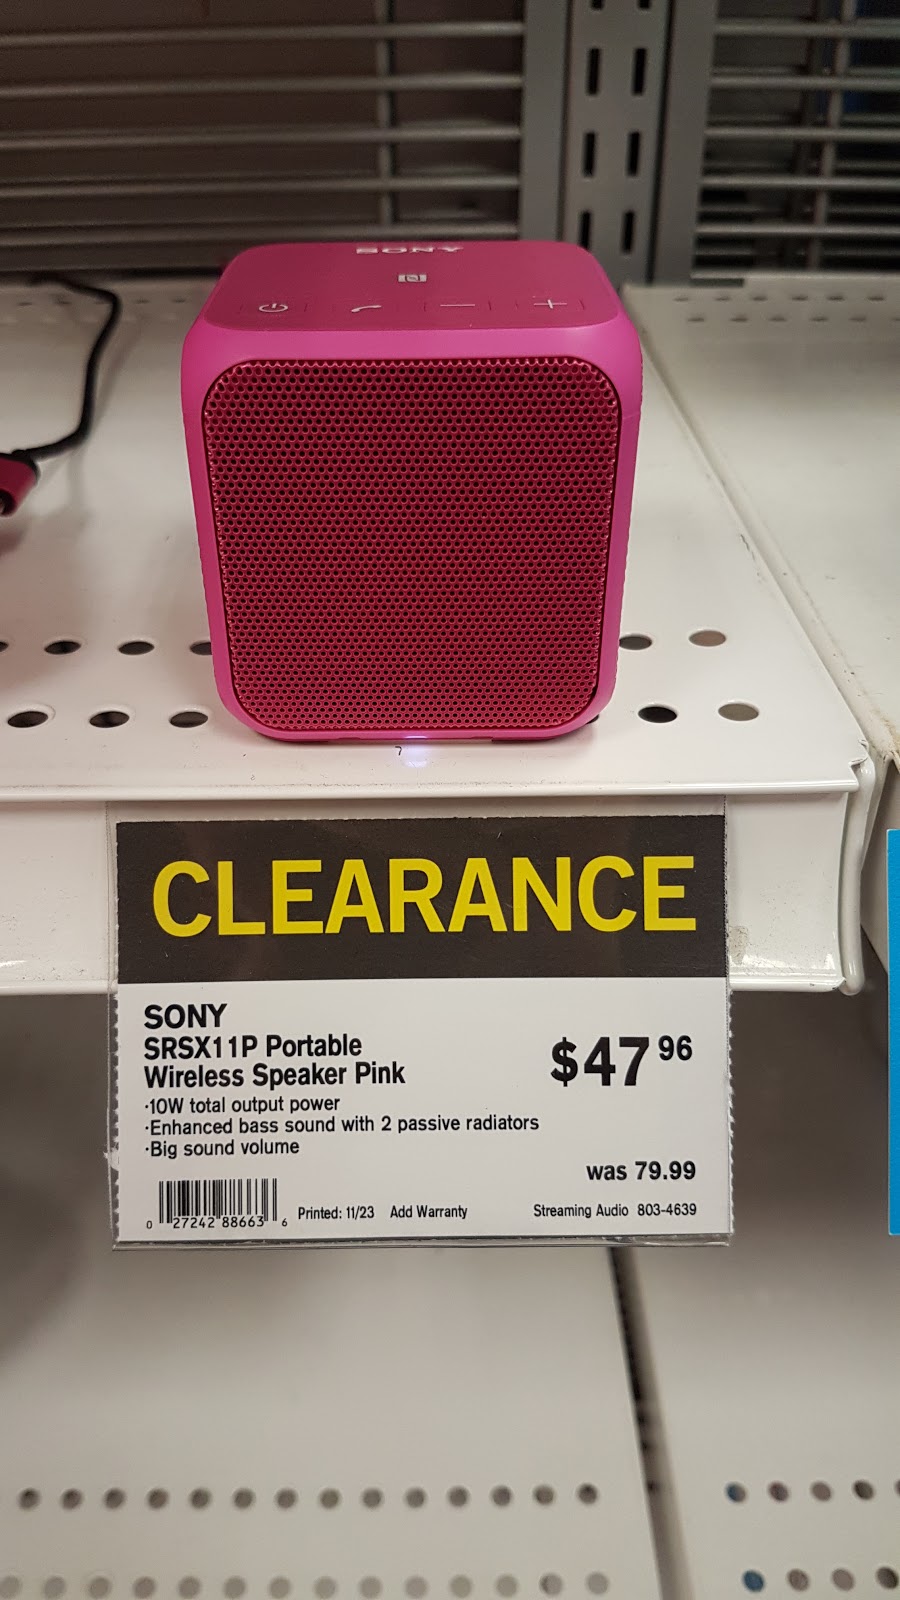 SONY
CLEARANCE
SONY
SRSX11P Portable
Wireless Speaker Pink
$47 96
·10W total output power
·Enhanced bass sound with 2 passive radiators
·Big sound volume
was 79.99
0 27242 88663 6
Printed: 11/23 Add Warranty Streaming Audio 803-4639